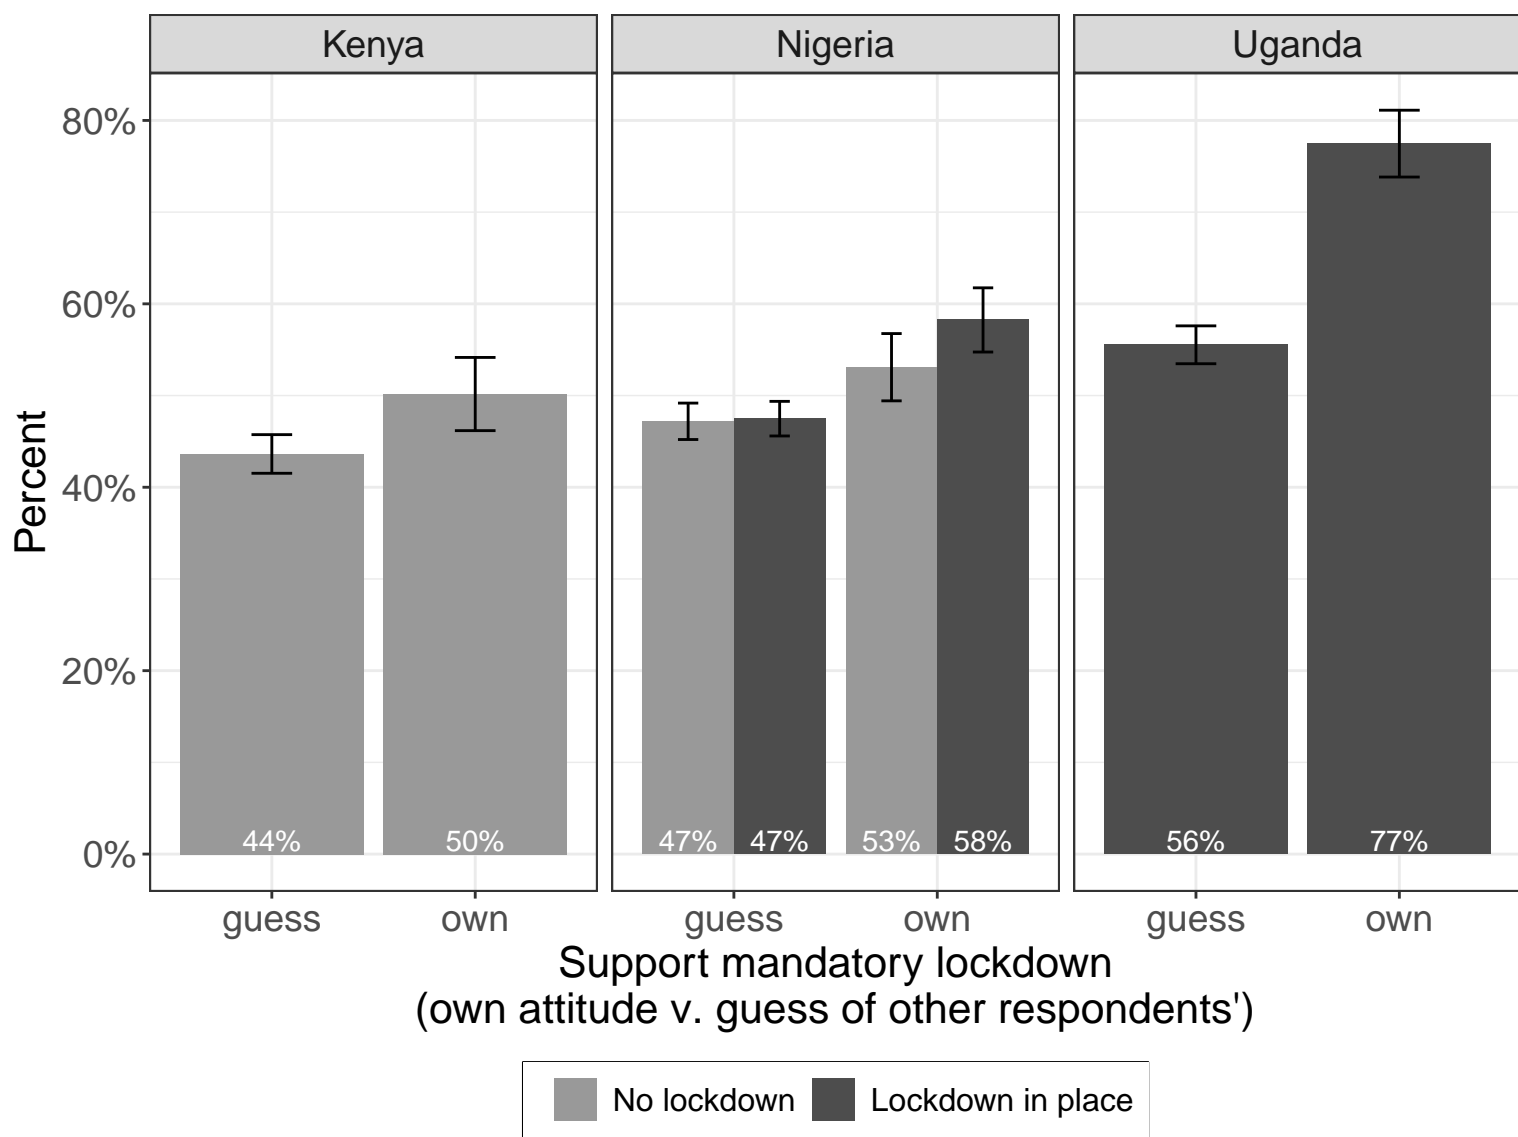 Kenya
Nigeria
Uganda
80%
60%
40%
20%
0%
Percent
44%
50%
47%
47%
53%
58%
56%
77%
guess
own
guess
own
guess
own
Support mandatory lockdown
(own attitude v. guess of other respondents')
No lockdown
Lockdown in place